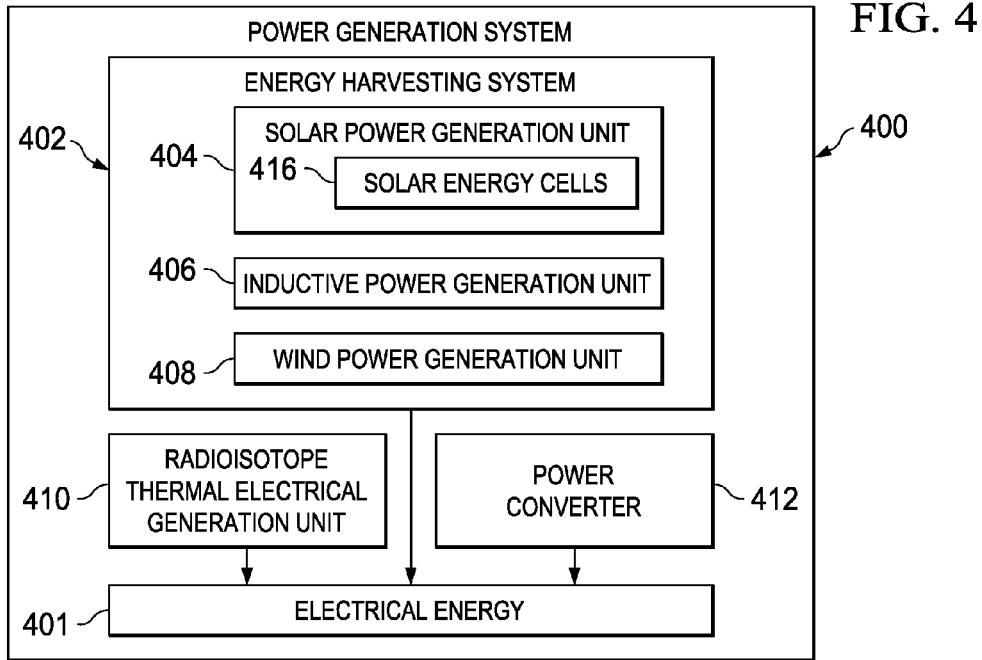 FIG. 4
POWER GENERATION SYSTEM
ENERGY HARVESTING SYSTEM
402
400
SOLAR POWER GENERATION UNIT
404
416
SOLAR ENERGY CELLS
406
INDUCTIVE POWER GENERATION UNIT
408
WIND POWER GENERATION UNIT
410
RADIOISOTOPE
THERMAL ELECTRICAL
GENERATION UNIT
POWER
CONVERTER
412
401
ELECTRICAL ENERGY